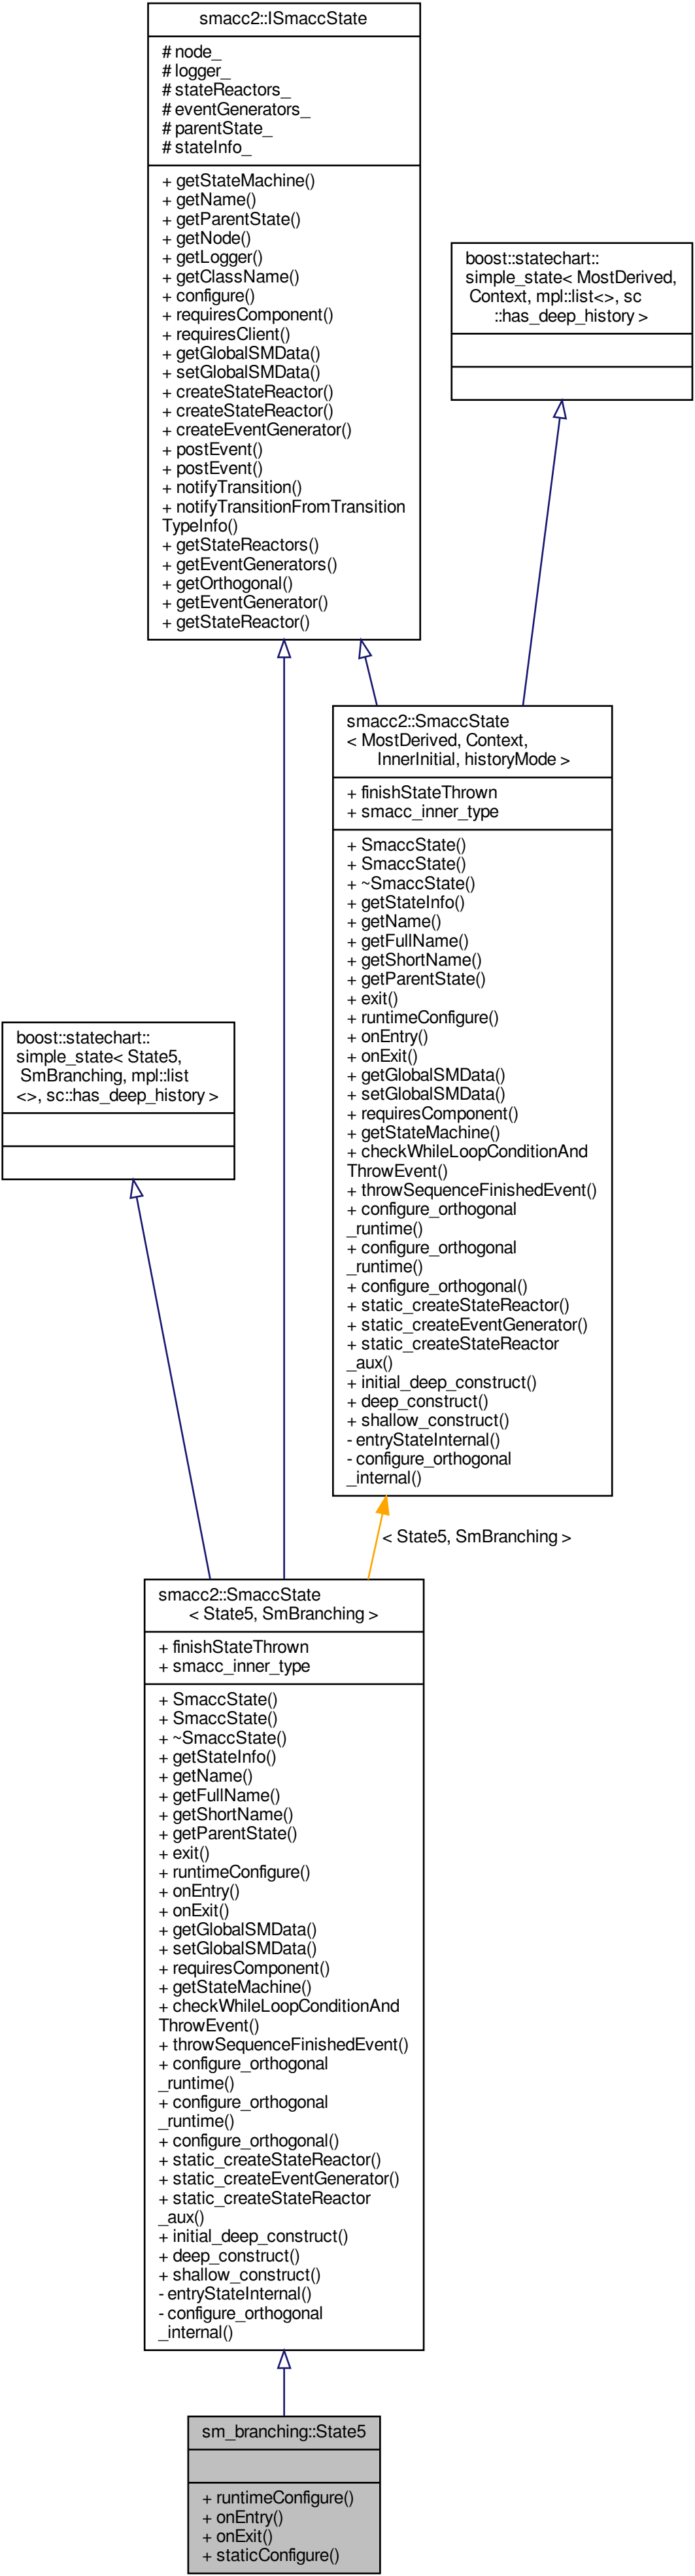 smacc2::ISmaccState
# node_
# logger_
# stateReactors_
# eventGenerators_
# parentState_
# stateInfo_
+ getStateMachine()
+ getName()
+ getParentState()
+ getNode()
+ getLogger()
+ getClassName()
+ configure()
+ requiresComponent()
+ requiresClient()
+ getGlobalSMData()
+ setGlobalSMData()
+ createStateReactor()
+ createStateReactor()
+ createEventGenerator()
+ postEvent()
+ postEvent()
+ notifyTransition()
+ notifyTransitionFromTransition
TypeInfo()
+ getStateReactors()
+ getEventGenerators()
+ getOrthogonal()
+ getEventGenerator()
+ getStateReactor()
boost::statechart::
simple_state< MostDerived,
Context, mpl::list<>, sc
::has_deep_history >
smacc2::SmaccState
< MostDerived, Context,
InnerInitial, historyMode >
+ finishStateThrown
+ smacc_inner_type
+ SmaccState()
+ SmaccState()
+ ~SmaccState()
+ getStateInfo()
+ getName()
+ getFullName()
+ getShortName()
+ getParentState()
+ exit()
+ runtimeConfigure()
+ onEntry()
+ onExit()
+ getGlobalSMData()
+ setGlobalSMData()
+ requiresComponent()
+ getStateMachine()
+ checkWhileLoopConditionAnd
ThrowEvent()
+ throwSequenceFinishedEvent()
+ configure_orthogonal
_runtime()
+ configure_orthogonal
_runtime()
+ configure_orthogonal()
+ static_createStateReactor()
+ static_createEventGenerator()
+ static_createStateReactor
_aux()
+ initial_deep_construct()
+ deep_construct()
+ shallow_construct()
- entryStateInternal()
- configure_orthogonal
_internal()
boost::statechart::
simple_state< State5,
SmBranching, mpl::list
<>, sc::has_deep_history >
< State5, SmBranching >
smacc2::SmaccState
< State5, SmBranching >
+ finishStateThrown
+ smacc_inner_type
+ SmaccState()
+ SmaccState()
+ ~SmaccState()
+ getStateInfo()
+ getName()
+ getFullName()
+ getShortName()
+ getParentState()
+ exit()
+ runtimeConfigure()
+ onEntry()
+ onExit()
+ getGlobalSMData()
+ setGlobalSMData()
+ requiresComponent()
+ getStateMachine()
+ checkWhileLoopConditionAnd
ThrowEvent()
+ throwSequenceFinishedEvent()
+ configure_orthogonal
_runtime()
+ configure_orthogonal
_runtime()
+ configure_orthogonal()
+ static_createStateReactor()
+ static_createEventGenerator()
+ static_createStateReactor
_aux()
+ initial_deep_construct()
+ deep_construct()
+ shallow_construct()
- entryStateInternal()
- configure_orthogonal
_internal()
sm_branching::State5
+ runtimeConfigure()
+ onEntry()
+ onExit()
+ staticConfigure()